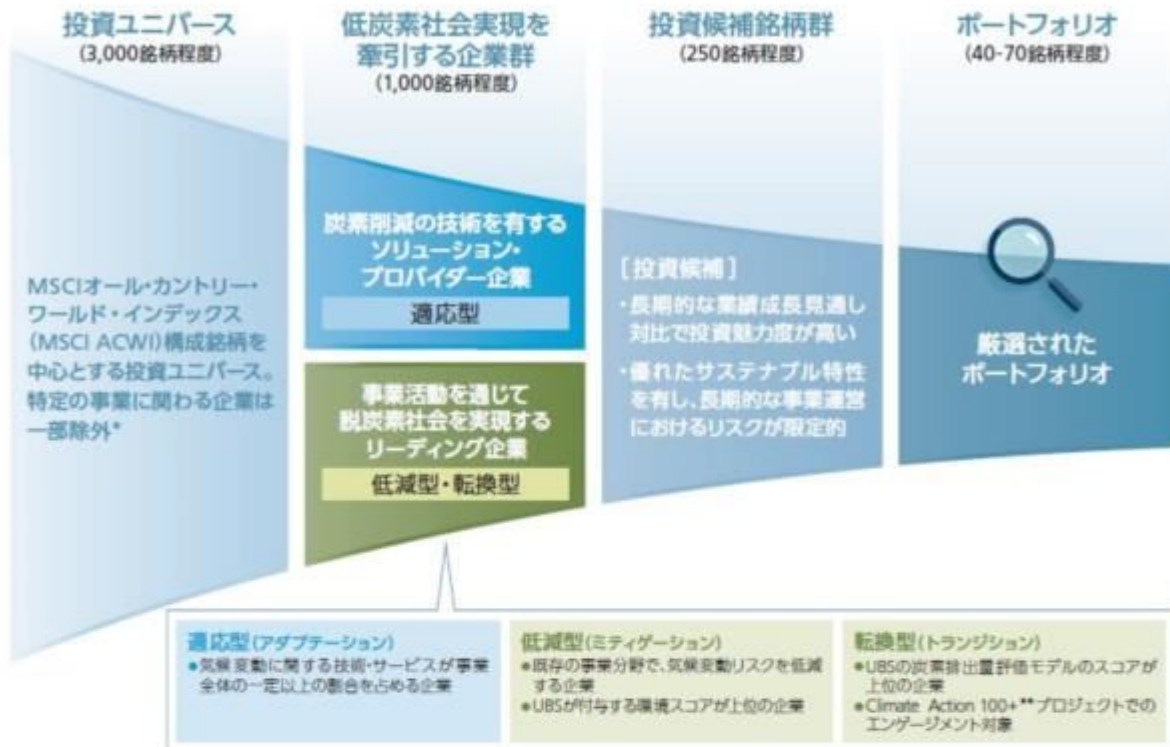 投資ユニバース
(3,000銘柄程度)
低炭素社会実現を
牽引する企業群
(1,000銘柄程度)
投資候補銘柄群
(250銘柄程度)
ポートフォリオ
(40-70銘柄程度)
MSCIオール・カントリー・
ワールド・インデックス
(MSCI ACWI)構成銘柄を
中心とする投資ユニバース。
特定の事業に関わる企業は
一部除外*
炭素削減の技術を有する
ソリューション・
プロバイダー企業
適応型
事業活動を通じて
脱炭素社会を実現する
リーディング企業
低減型・転換型
[投資候補]
・長期的な業績成長見通し
対比で投資魅力度が高い
・優れたサステナブル特性
を有し、長期的な事業運営
におけるリスクが限定的
厳選された
ポートフォリオ
適応型(アダプテーション)
●気候変動に関する技術・サービスが事業
全体の一定以上の割合を占める企業
低減型(ミティゲーション)
●既存の事業分野で、気候変動リスクを低減
する企業
●UBSが付与する環境スコアが上位の企業
転換型(トランジション)
●UBSの炭素排出量評価モデルのスコアが
上位の企業
●Climate Action 100+**プロジェクトでの
エンゲージメント対象